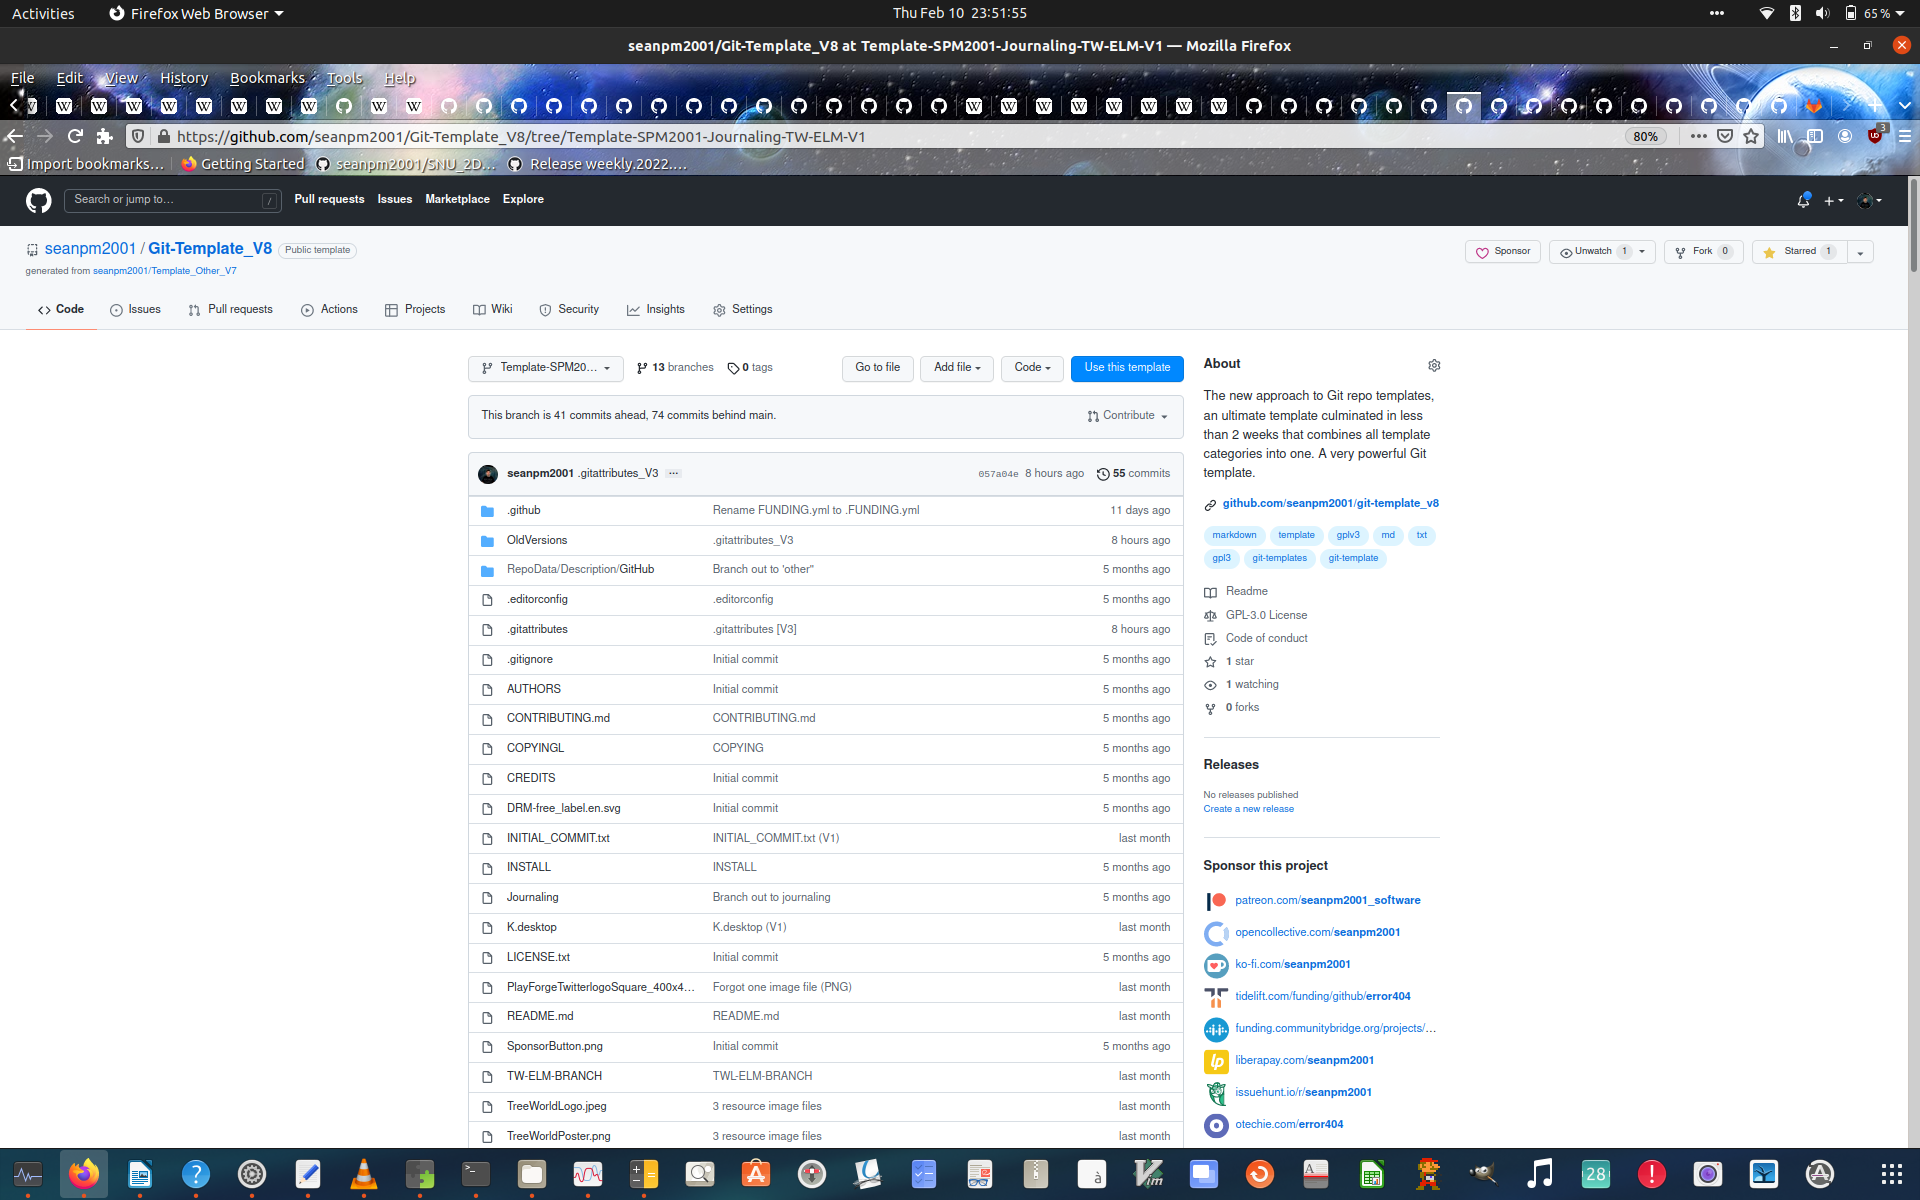 Activities Firefox Web Browser Thu Feb 10 23:51:55 65 %
seanpm2001/Git-Template_V8 at Template-SPM2001-Journaling-TW-ELM-V1 — Mozilla Firefox
File Edit View History Bookmarks Tools Help
https://github.com/seanpm2001/Git-Template_V8/tree/Template-SPM2001-Journaling-TW-ELM-V1 80% 3
Import bookmarks... Getting Started seanpm2001/SNU_2D... Release weekly.2022....
Search or jump to... / Pull requests Issues Marketplace Explore
seanpm2001 / Git-Template_V8 Public template Sponsor Unwatch 1 Fork 0 Starred 1
generated from seanpm2001/Template_Other_V7
Code Issues Pull requests Actions Projects Wiki Security Insights Settings
Template-SPM20... 13 branches 0 tags Go to file Add file Code Use this template
This branch is 41 commits ahead, 74 commits behind main. Contribute
seanpm2001 .gitattributes_V3 ... 057a04e 8 hours ago 55 commits
.github Rename FUNDING.yml to .FUNDING.yml 11 days ago
OldVersions .gitattributes_V3 8 hours ago
RepoData/Description/GitHub Branch out to 'other" 5 months ago
.editorconfig .editorconfig 5 months ago
.gitattributes .gitattributes [V3] 8 hours ago
.gitignore Initial commit 5 months ago
AUTHORS Initial commit 5 months ago
CONTRIBUTING.md CONTRIBUTING.md 5 months ago
COPYINGL COPYING 5 months ago
CREDITS Initial commit 5 months ago
DRM-free_label.en.svg Initial commit 5 months ago
INITIAL_COMMIT.txt INITIAL_COMMIT.txt (V1) last month
INSTALL INSTALL 5 months ago
Journaling Branch out to journaling 5 months ago
K.desktop K.desktop (V1) last month
LICENSE.txt Initial commit 5 months ago
PlayForgeTwitterlogoSquare_400x4... Forgot one image file (PNG) last month
README.md README.md last month
SponsorButton.png Initial commit 5 months ago
TW-ELM-BRANCH TWL-ELM-BRANCH last month
TreeWorldLogo.jpeg 3 resource image files last month
TreeWorldPoster.png 3 resource image files last month
About
The new approach to Git repo templates,
an ultimate template culminated in less
than 2 weeks that combines all template
categories into one. A very powerful Git
template.
github.com/seanpm2001/git-template_v8
markdown template gplv3 md txt
gpl3 git-templates git-template
Readme
GPL-3.0 License
Code of conduct
1 star
1 watching
0 forks
Releases
No releases published
Create a new release
Sponsor this project
patreon.com/seanpm2001_software
opencollective.com/seanpm2001
ko-fi.com/seanpm2001
tidelift.com/funding/github/error404
funding.communitybridge.org/projects/...
liberapay.com/seanpm2001
issuehunt.io/r/seanpm2001
otechie.com/error404
28